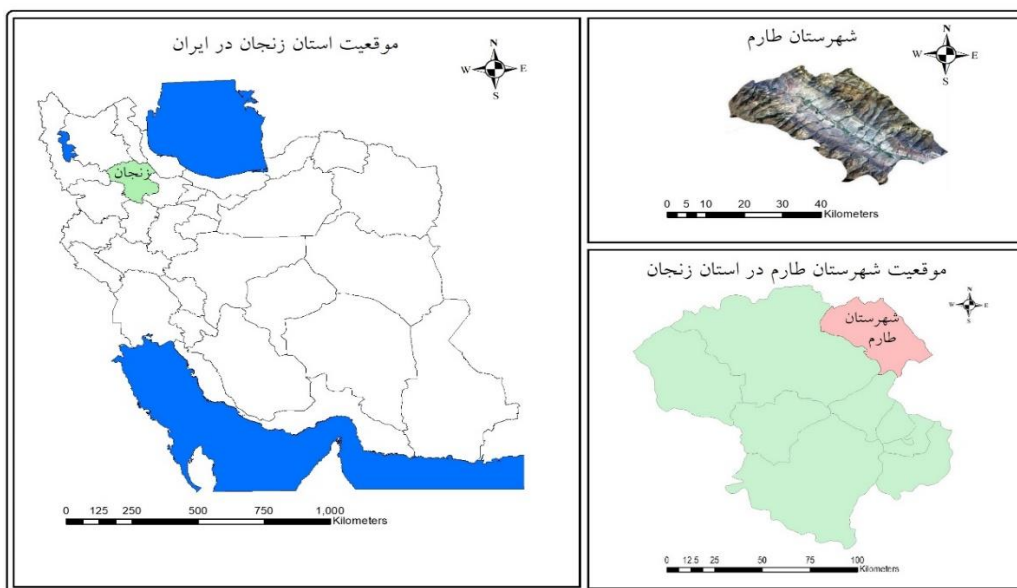 موقعیت استان زنجان در ایران
N
W E
S
زنجان
0 125 250 500 750 1,000
Kilometers
شهرستان طارم
N
W E
S
0 5 10 20 30 40
Kilometers
موقعیت شهرستان طارم در استان زنجان
N
W E
S
شهرستان
طارم
0 12.5 25 50 75 100
Kilometers